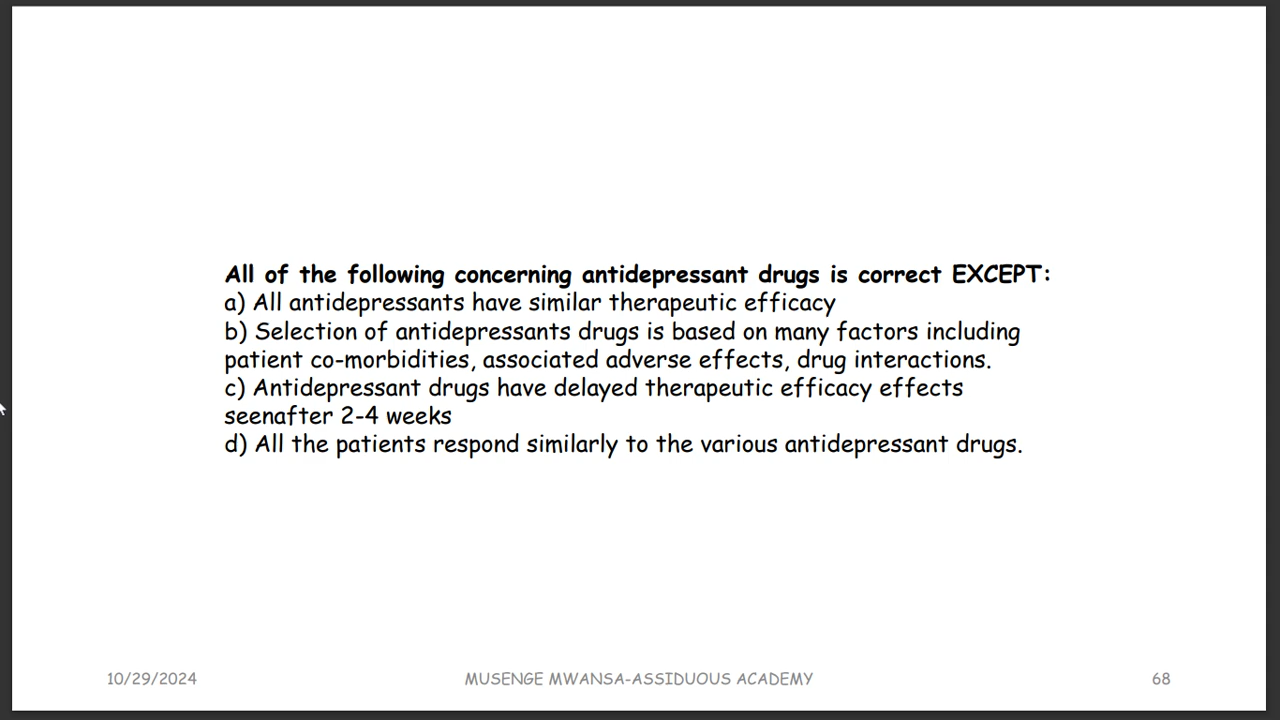 All of the following concerning antidepressant drugs is correct EXCEPT:
a) All antidepressants have similar therapeutic efficacy
b) Selection of antidepressants drugs is based on many factors including
patient co-morbidities, associated adverse effects, drug interactions.
c) Antidepressant drugs have delayed therapeutic efficacy effects
seenafter 2-4 weeks
d) All the patients respond similarly to the various antidepressant drugs.
10/29/2024
MUSENGE MWANSA-ASSIDUOUS ACADEMY
68